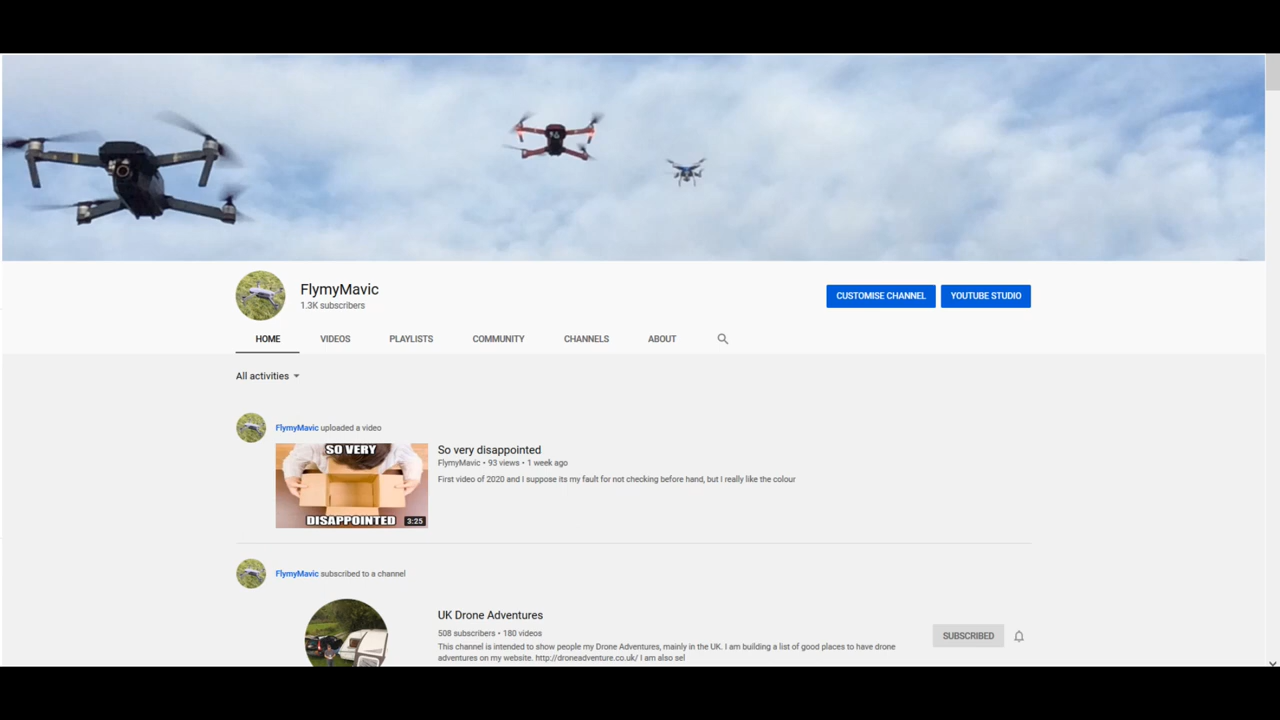 FlymyMavic
1.3K subscribers
CUSTOMISE CHANNEL
YOUTUBE STUDIO
HOME
VIDEOS
PLAYLISTS
COMMUNITY
CHANNELS
ABOUT
All activities
FlymyMavic uploaded a video
SO VERY
DISAPPOINTED
3:25
So very disappointed
FlymyMavic • 93 views • 1 week ago
First video of 2020 and I suppose its my fault for not checking before hand, but I really like the colour
FlymyMavic subscribed to a channel
UK Drone Adventures
508 subscribers • 180 videos
This channel is intended to show people my Drone Adventures, mainly in the UK. I am building a list of good places to have drone
adventures on my website. http://droneadventure.co.uk/ I am also sel
SUBSCRIBED